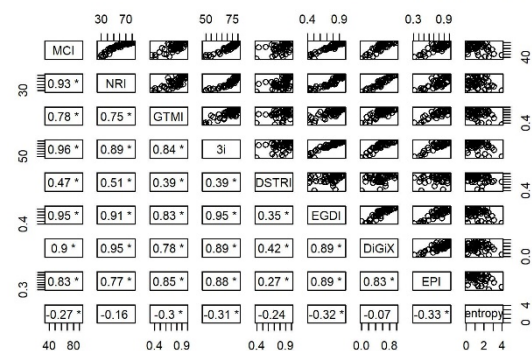 30 70 50 75 0.4 0.9 0.3 0.9
MCI 40
30 0.93 * NRI
0.78 * 0.75 * GTMI 0.4
50 0.96 * 0.89 * 0.84 * 3i
0.47 * 0.51 * 0.39 * 0.39 * DSTRI 0.4
0.4 0.95 * 0.91 * 0.83 * 0.95 * 0.35 * EGDI
0.9 * 0.95 * 0.78 * 0.89 * 0.42 * 0.89 * DiGiX 0.0
0.3 0.83 * 0.77 * 0.85 * 0.88 * 0.27 * 0.89 * 0.83 * EPI
-0.27 * -0.16 -0.3 * -0.31 * -0.24 -0.32 * -0.07 -0.33 * entropy 0 4
40 80 0.4 0.9 0.4 0.9 0.0 0.8 0 2 4